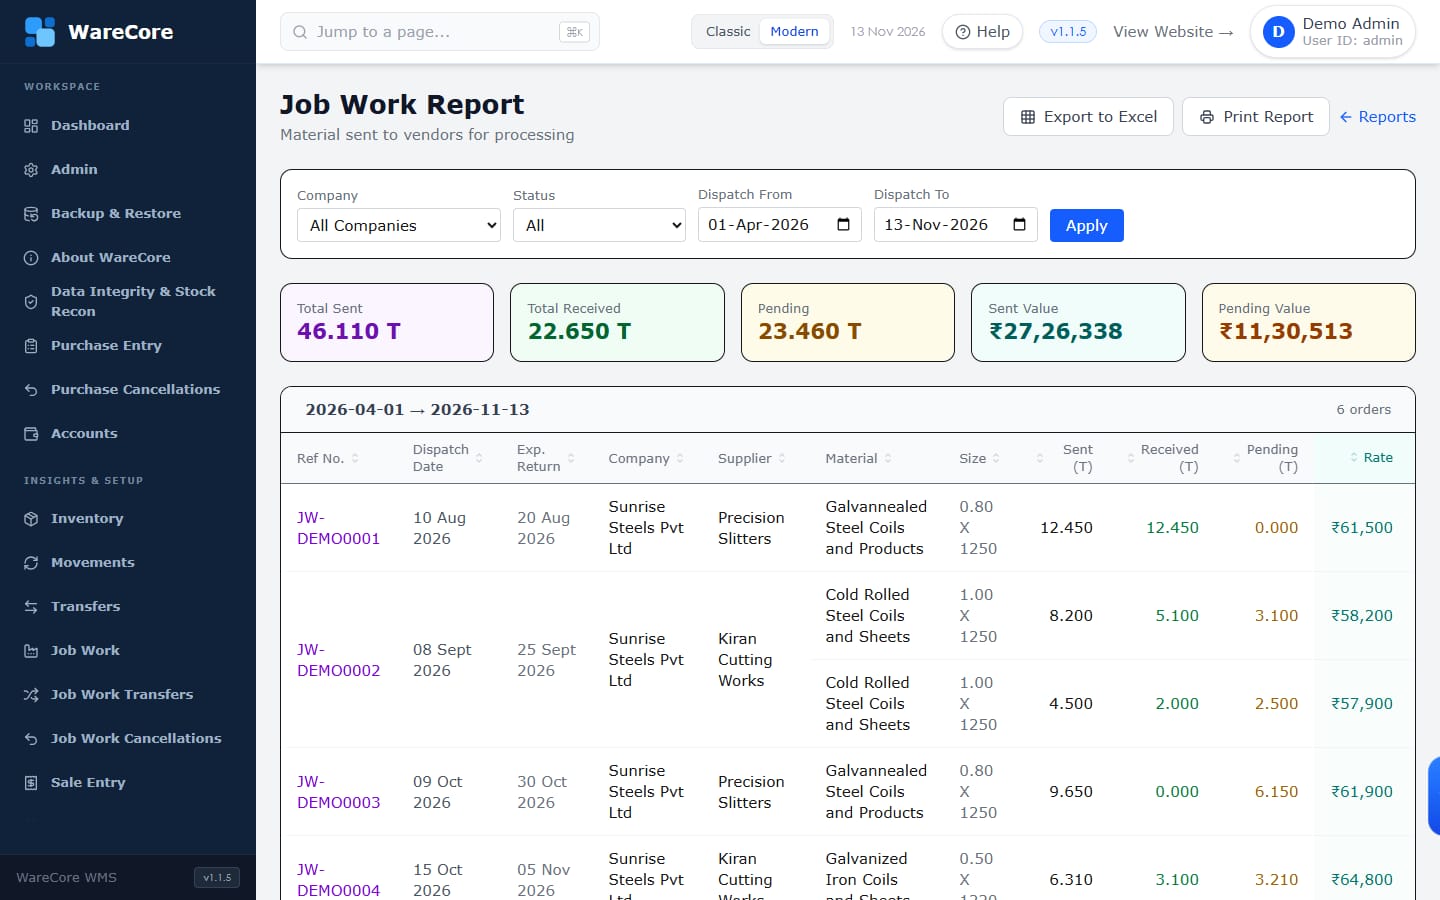 WareCore
Jump to a page...
⌘K
Classic
Modern
13 Nov 2026
Help
v1.1.5
View Website →
D
Demo Admin
User ID: admin
WORKSPACE
Dashboard
Admin
Backup & Restore
About WareCore
Data Integrity & Stock
Recon
Purchase Entry
Purchase Cancellations
Accounts
INSIGHTS & SETUP
Inventory
Movements
Transfers
Job Work
Job Work Transfers
Job Work Cancellations
Sale Entry
WareCore WMS
v1.1.5
Job Work Report
Material sent to vendors for processing
Export to Excel
Print Report
← Reports
Company
Status
Dispatch From
Dispatch To
All Companies
All
01-Apr-2026
13-Nov-2026
Apply
Total Sent
46.110 T
Total Received
22.650 T
Pending
23.460 T
Sent Value
₹27,26,338
Pending Value
₹11,30,513
2026-04-01 → 2026-11-13
6 orders
Ref No.
Dispatch
Date
Exp.
Return
Company
Supplier
Material
Size
Sent
(T)
Received
(T)
Pending
(T)
Rate
JW-
DEMO0001
10 Aug
2026
20 Aug
2026
Sunrise
Steels Pvt
Ltd
Precision
Slitters
Galvannealed
Steel Coils
and Products
0.80
X
1250
12.450
12.450
0.000
₹61,500
JW-
DEMO0002
08 Sept
2026
25 Sept
2026
Sunrise
Steels Pvt
Ltd
Kiran
Cutting
Works
Cold Rolled
Steel Coils
and Sheets
1.00
X
1250
8.200
5.100
3.100
₹58,200
Cold Rolled
Steel Coils
and Sheets
1.00
X
1250
4.500
2.000
2.500
₹57,900
JW-
DEMO0003
09 Oct
2026
30 Oct
2026
Sunrise
Steels Pvt
Ltd
Precision
Slitters
Galvannealed
Steel Coils
and Products
0.80
X
1250
9.650
0.000
6.150
₹61,900
JW-
DEMO0004
15 Oct
2026
05 Nov
2026
Sunrise
Steels Pvt
Ltd
Kiran
Cutting
Works
Galvanized
Iron Coils
and Sheets
0.50
X
1220
6.310
3.100
3.210
₹64,800